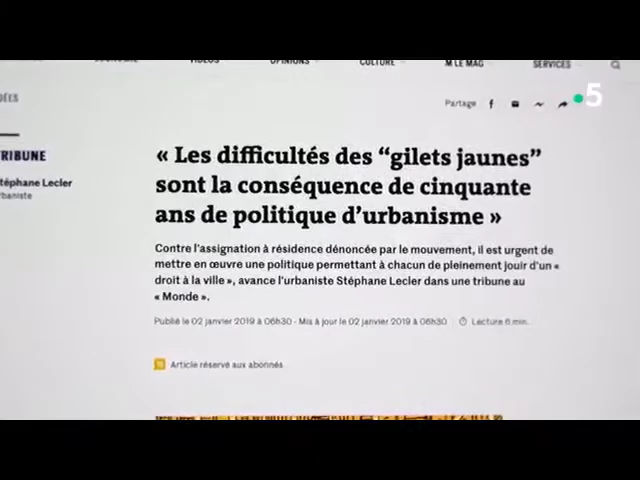 VIDÉOS OPINIONS CULTURE M LE MAG SERVICES
Partage
5
TRIBUNE
« Les difficultés des “gilets jaunes”
sont la conséquence de cinquante
ans de politique d’urbanisme »
Stéphane Lecler
Contre l’assignation à résidence dénoncée par le mouvement, il est urgent de
mettre en œuvre une politique permettant à chacun de pleinement jouir d’un «
droit à la ville », avance l’urbaniste Stéphane Lecler dans une tribune au
« Monde ».
Publié le 02 janvier 2019 à 06h30 - Mis à jour le 02 janvier 2019 à 06h30 Lecture 6 min.
Article réservé aux abonnés